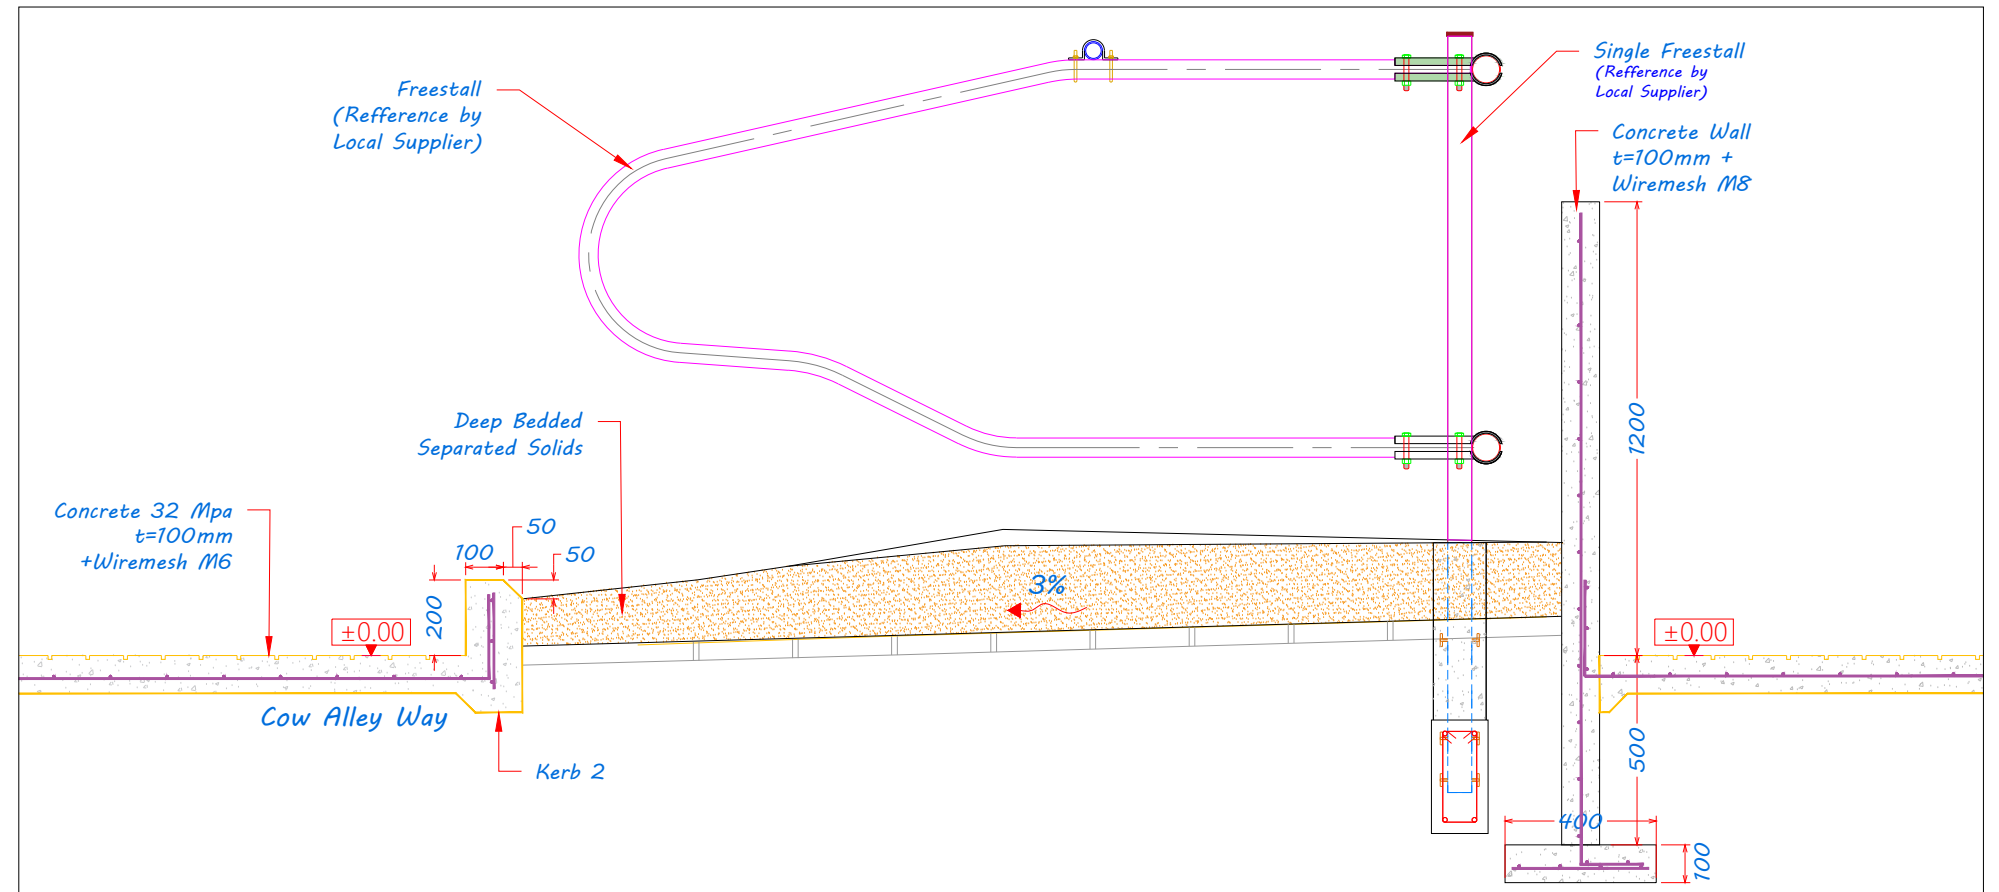 Freestall
(Refference by
Local Supplier)
Single Freestall
(Refference by
Local Supplier)
Concrete Wall
t=100mm +
Wiremesh M8
Deep Bedded
Separated Solids
Concrete 32 Mpa
t=100mm
+Wiremesh M6
50
100
50
200
±0.00
3%
1200
±0.00
Cow Alley Way
Kerb 2
500
400
100